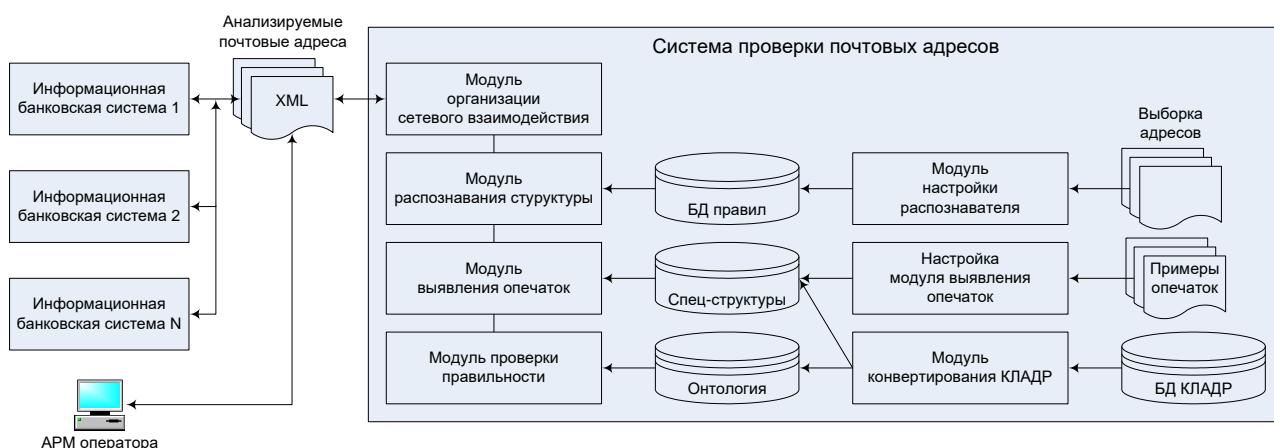 Анализируемые
почтовые адреса
Система проверки почтовых адресов
Информационная
банковская система 1
XML
Модуль
организации
сетевого взаимодействия
Выборка
адресов
Информационная
банковская система 2
Модуль
распознавания стуруктуры
БД правил
Модуль
настройки
распознавателя
Модуль
выявления опечаток
Спец-структуры
Настройка
модуля выявления
опечаток
Примеры
опечаток
Информационная
банковская система N
Модуль проверки
правильности
Онтология
Модуль
конвертирования КЛАДР
БД КЛАДР
АРМ оператора